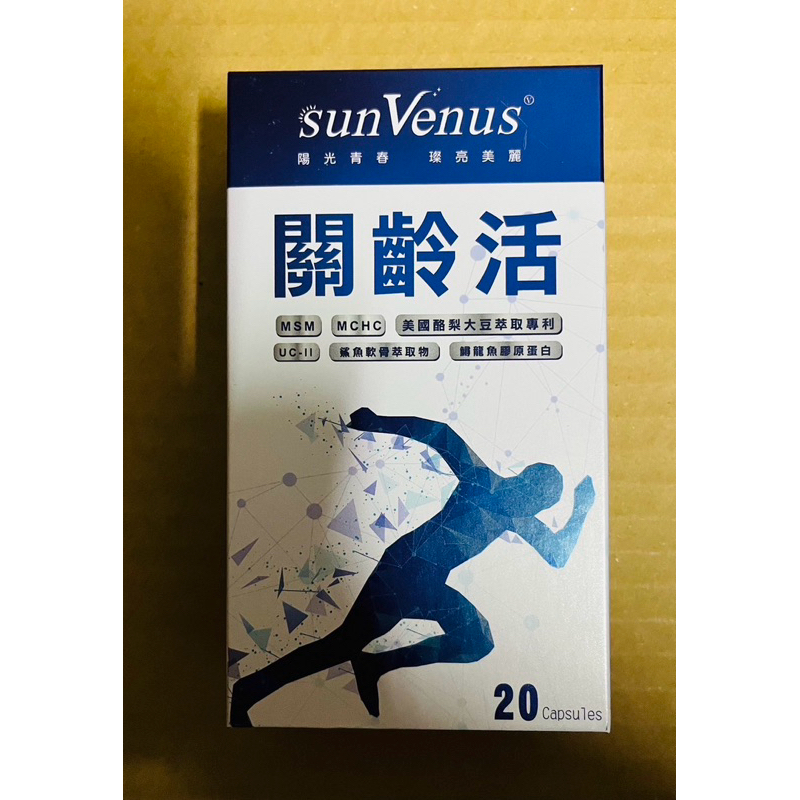 sunVenus
陽光青春 璨亮美麗
關齡活
MSM MCHC 美國酪梨大豆萃取專利
UC-II 鯊魚軟骨萃取物 鱘龍魚膠原蛋白
20 Capsules